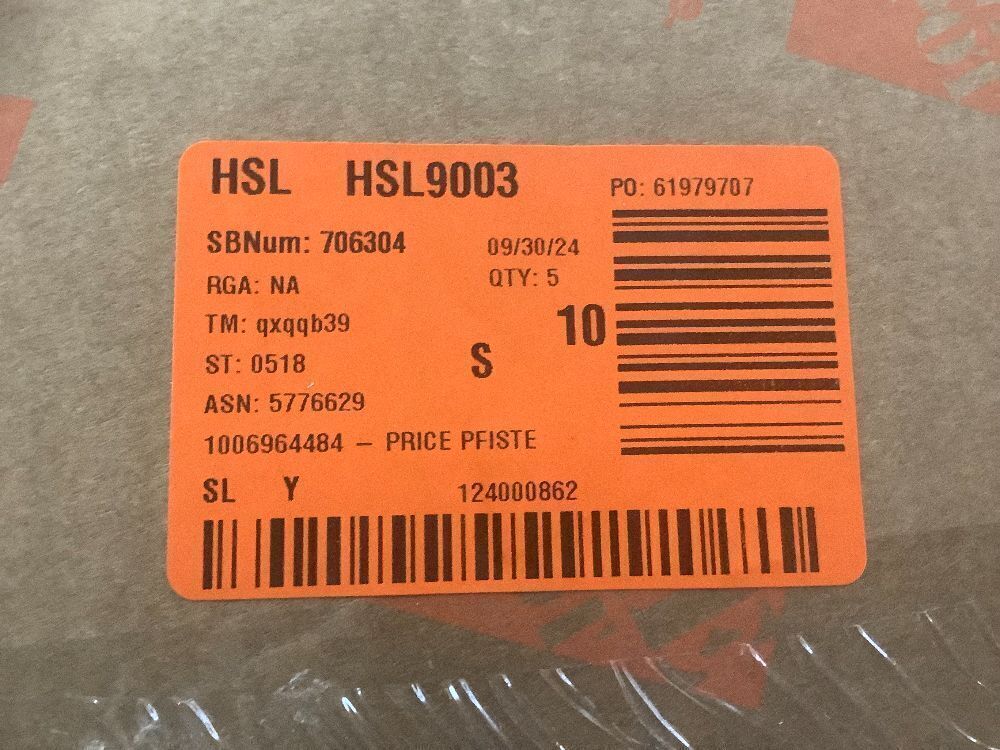 HSL HSL9003
PO: 61979707
SBNum: 706304
09/30/24
RGA: NA
QTY: 5
TM: qxqqb39
10
ST: 0518
S
ASN: 5776629
1006964484 – PRICE PFISTE
SL Y
124000862